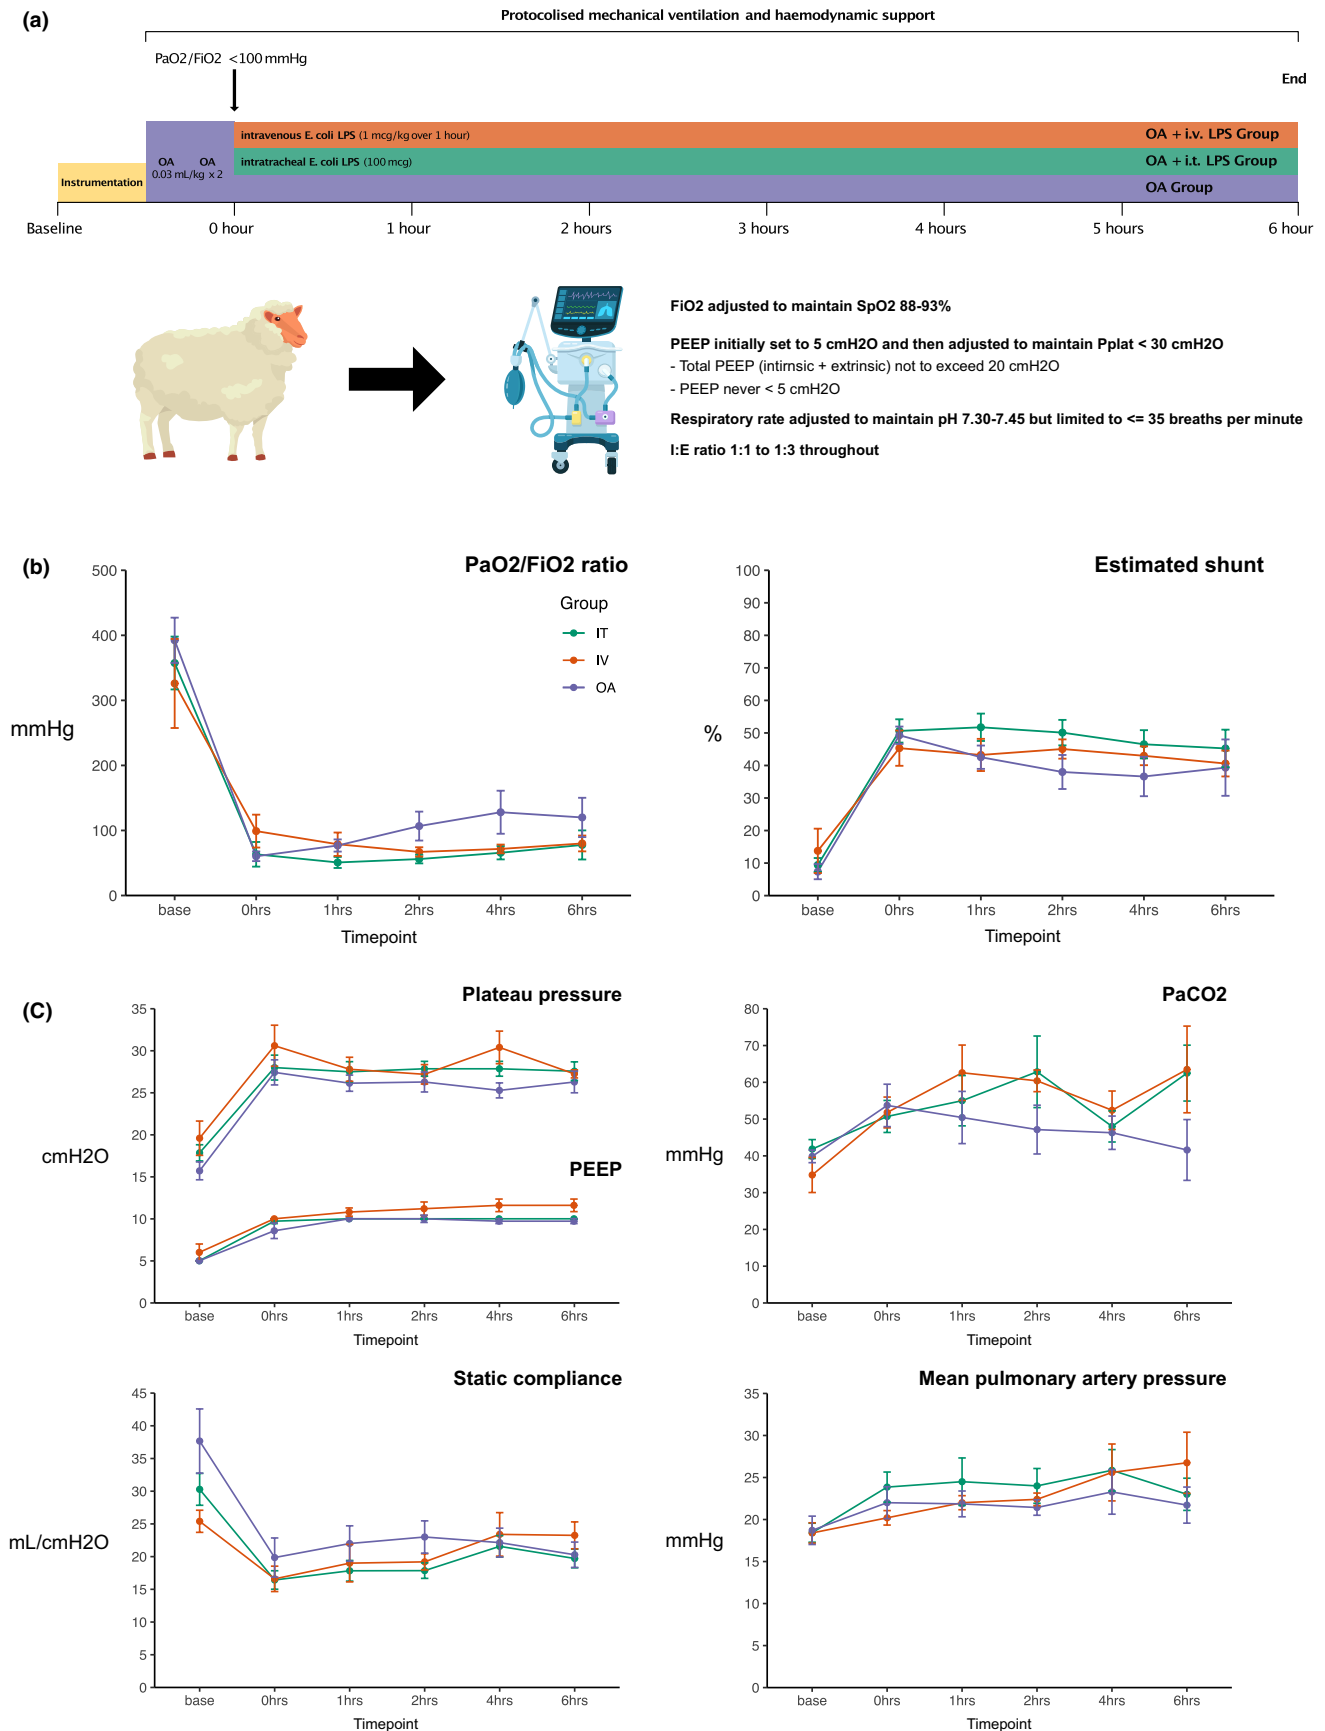 (a)
Protocolised mechanical ventilation and haemodynamic support
PaO2/FiO2 <100 mmHg
End
intravenous E. coli LPS (1 mcg/kg over 1 hour)
OA + i.v. LPS Group
intratracheal E. coli LPS (100 mcg)
OA + i.t. LPS Group
OA OA
0.03 mL/kg x 2
Instrumentation
OA Group
Baseline 0 hour 1 hour 2 hours 3 hours 4 hours 5 hours 6 hour
FiO2 adjusted to maintain SpO2 88-93%
PEEP initially set to 5 cmH2O and then adjusted to maintain Pplat < 30 cmH2O
- Total PEEP (intirnsic + extrinsic) not to exceed 20 cmH2O
- PEEP never < 5 cmH2O
Respiratory rate adjusted to maintain pH 7.30-7.45 but limited to <= 35 breaths per minute
I:E ratio 1:1 to 1:3 throughout
(b)
PaO2/FiO2 ratio
Group
IT
IV
OA
mmHg
500
400
300
200
100
0
base 0hrs 1hrs 2hrs 4hrs 6hrs
Timepoint
Estimated shunt
%
100
90
80
70
60
50
40
30
20
10
0
base 0hrs 1hrs 2hrs 4hrs 6hrs
Timepoint
(C)
Plateau pressure
PEEP
cmH2O
35
30
25
20
15
10
5
0
base 0hrs 1hrs 2hrs 4hrs 6hrs
Timepoint
PaCO2
mmHg
80
70
60
50
40
30
20
10
0
base 0hrs 1hrs 2hrs 4hrs 6hrs
Timepoint
Static compliance
mL/cmH2O
45
40
35
30
25
20
15
10
5
0
base 0hrs 1hrs 2hrs 4hrs 6hrs
Timepoint
Mean pulmonary artery pressure
mmHg
35
30
25
20
15
10
5
0
base 0hrs 1hrs 2hrs 4hrs 6hrs
Timepoint